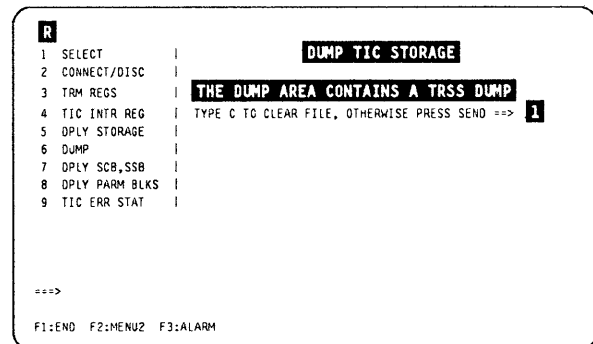 R
1 SELECT | DUMP TIC STORAGE
2 CONNECT/DISC |
3 TRM REGS | THE DUMP AREA CONTAINS A TRSS DUMP
4 TIC INTR REG | TYPE C TO CLEAR FILE, OTHERWISE PRESS SEND ==> 1
5 DPLY STORAGE |
6 DUMP |
7 DPLY SCB,SSB |
8 DPLY PARM BLKS |
9 TIC ERR STAT |
===>
F1:END F2:MENU2 F3:ALARM